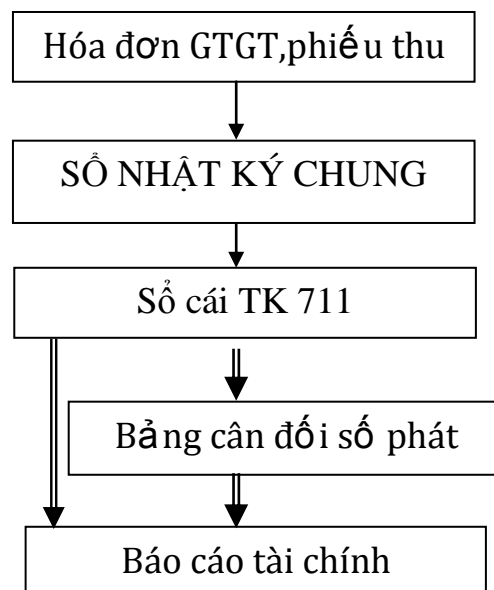 Hóa đơn GTGT,phiếu thu
SỔ NHẬT KÝ CHUNG
Sổ cái TK 711
Bảng cân đối số phát
Báo cáo tài chính